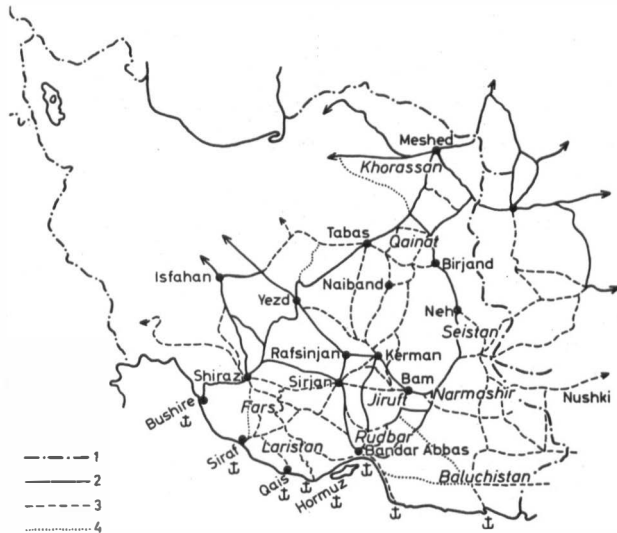 Meshed
Khorassan
Tabas
Qainat
Isfahan
Naiband
Birjand
Yezd
Neh
Seistan
Rafsinjan
Kerman
Shiraz
Sirjan
Bam
Jiruft
Narmashir
Nushki
Bushire
Fars
Rudbar
Siraf
Laristan
Bandar Abbas
Qais
Hormuz
Baluchistan
1
2
3
4